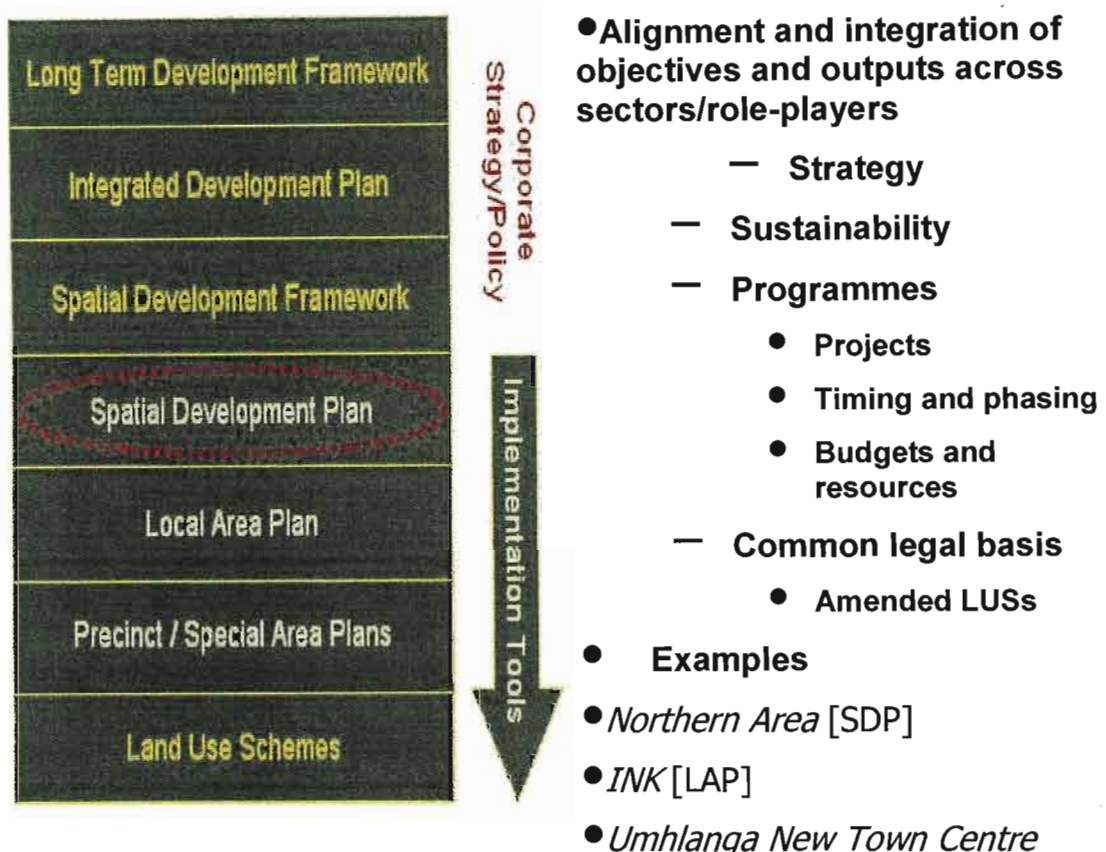 Long Term Development Framework
Integrated Development Plan
Spatial Development Framework
Spatial Development Plan
Local Area Plan
Precinct / Special Area Plans
Land Use Schemes
Corporate
Strategy/Policy
Implementation Tools
●Alignment and integration of
objectives and outputs across
sectors/role-players
— Strategy
— Sustainability
— Programmes
● Projects
● Timing and phasing
● Budgets and
resources
— Common legal basis
● Amended LUSs
● Examples
●Northern Area [SDP]
●INK [LAP]
●Umhlanga New Town Centre